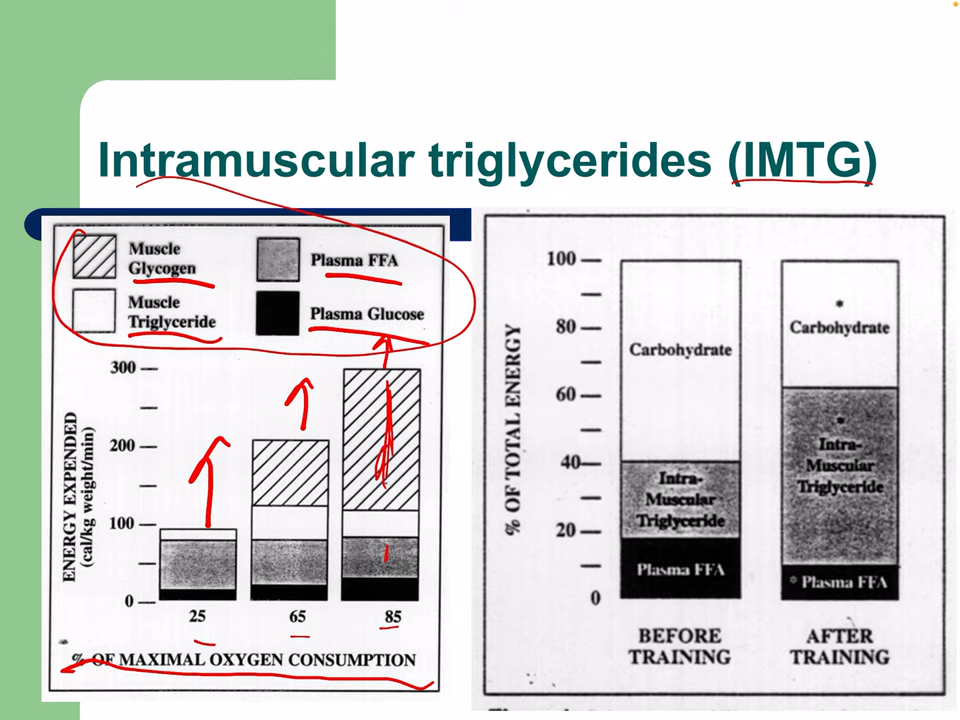 Intramuscular triglycerides (IMTG)
Muscle
Glycogen
Plasma FFA
Muscle
Triglyceride
Plasma Glucose
300
200
100
0
ENERGY EXPENDED
(cal/kg weight/min)
25 65 85
% OF MAXIMAL OXYGEN CONSUMPTION
% OF TOTAL ENERGY
100
80
60
40
20
0
Carbohydrate
Intra-
Muscular
Triglyceride
Plasma FFA
BEFORE
TRAINING
*
Carbohydrate
*
Intra-
Muscular
Triglyceride
* Plasma FFA
AFTER
TRAINING